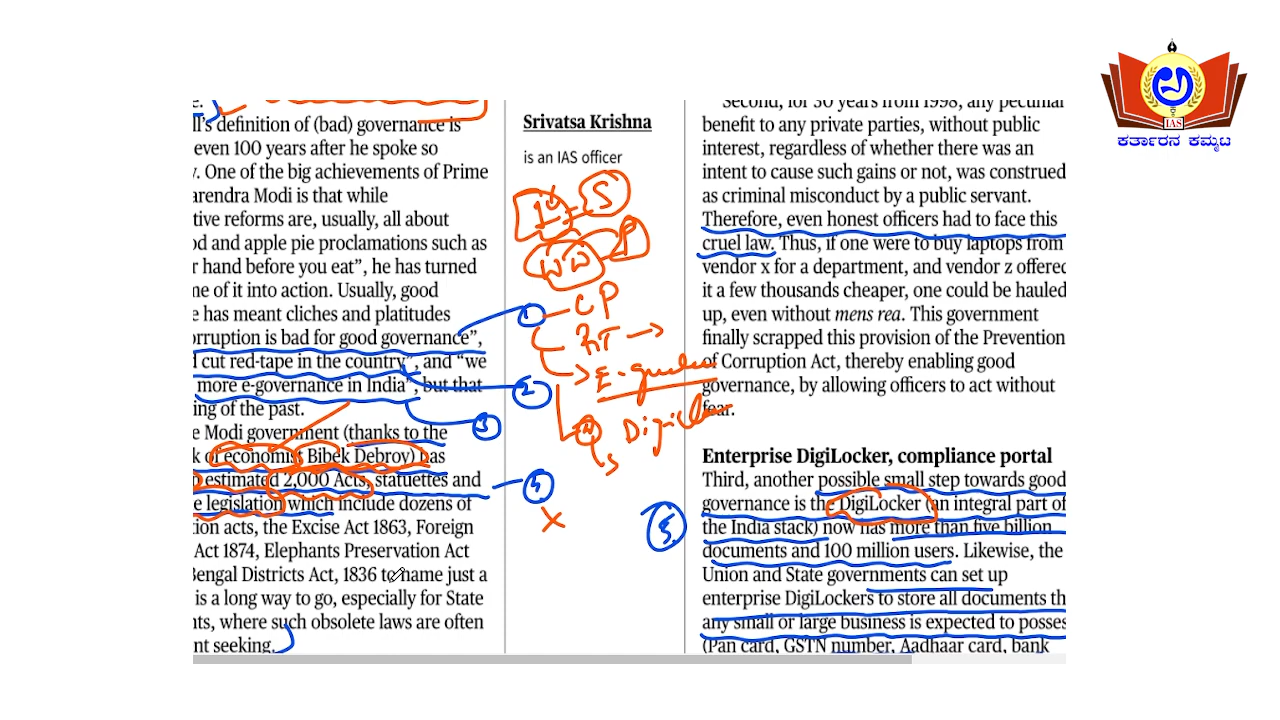 ll's definition of (bad) governance is
even 100 years after he spoke so
. One of the big achievements of Prime
arendra Modi is that while
tive reforms are, usually, all about
od and apple pie proclamations such as
r hand before you eat”, he has turned
ne of it into action. Usually, good
e has meant cliches and platitudes
orruption is bad for good governance”,
cut red-tape in the country”, and “we
more e-governance in India”, but that
ing of the past.
e Modi government (thanks to the
k of economist Bibek Debroy) has
estimated 2,000 Acts, statuettes and
e legislation which include dozens of
ion acts, the Excise Act 1863, Foreign
Act 1874, Elephants Preservation Act
Bengal Districts Act, 1836 to name just a
is a long way to go, especially for State
nts, where such obsolete laws are often
nt seeking.
Srivatsa Krishna
is an IAS officer
S
WW P
1 CP
RT →
2
3
4
X
5
Second, for 30 years from 1998, any pecuniary
benefit to any private parties, without public
interest, regardless of whether there was an
intent to cause such gains or not, was construed
as criminal misconduct by a public servant.
Therefore, even honest officers had to face this
cruel law. Thus, if one were to buy laptops from
vendor x for a department, and vendor z offered
it a few thousands cheaper, one could be hauled
up, even without mens rea. This government
finally scrapped this provision of the Prevention
of Corruption Act, thereby enabling good
governance, by allowing officers to act without
fear.
Enterprise DigiLocker, compliance portal
Third, another possible small step towards good
governance is the DigiLocker (an integral part of
the India stack) now has more than five billion
documents and 100 million users. Likewise, the
Union and State governments can set up
enterprise DigiLockers to store all documents th
any small or large business is expected to posses
(Pan card, GSTN number, Aadhaar card, bank
IAS
ಕರ್ತಾರನ ಕಮ್ಮಟ